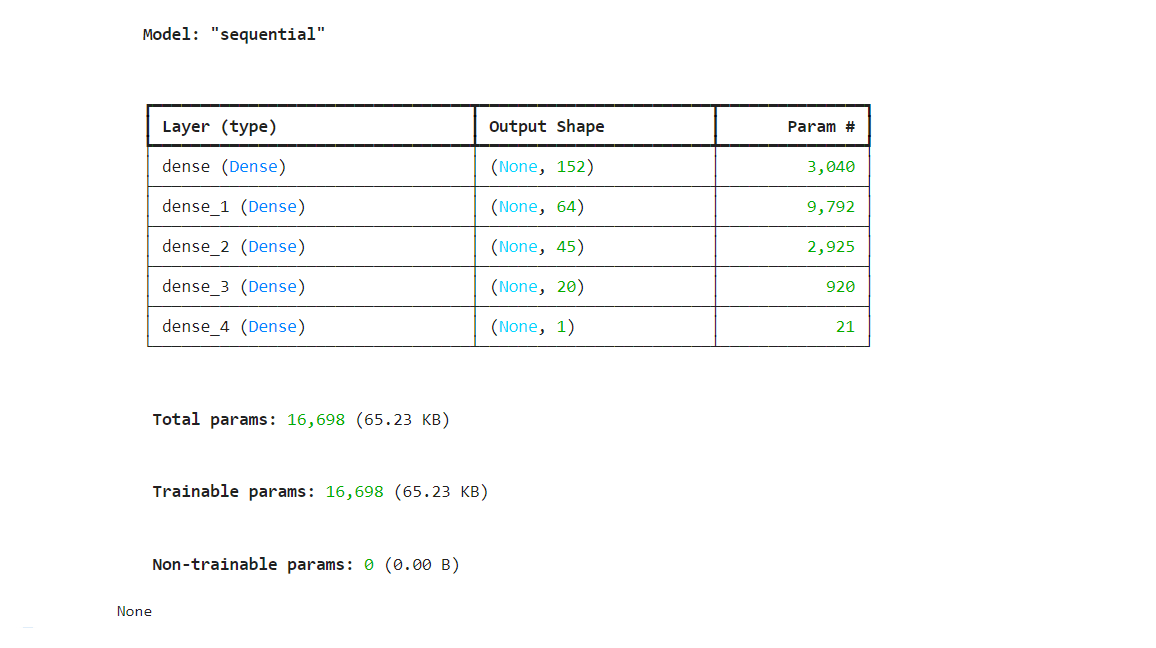 Model: "sequential"
Layer (type) Output Shape Param #
dense (Dense) (None, 152) 3,040
dense_1 (Dense) (None, 64) 9,792
dense_2 (Dense) (None, 45) 2,925
dense_3 (Dense) (None, 20) 920
dense_4 (Dense) (None, 1) 21
Total params: 16,698 (65.23 KB)
Trainable params: 16,698 (65.23 KB)
Non-trainable params: 0 (0.00 B)
None